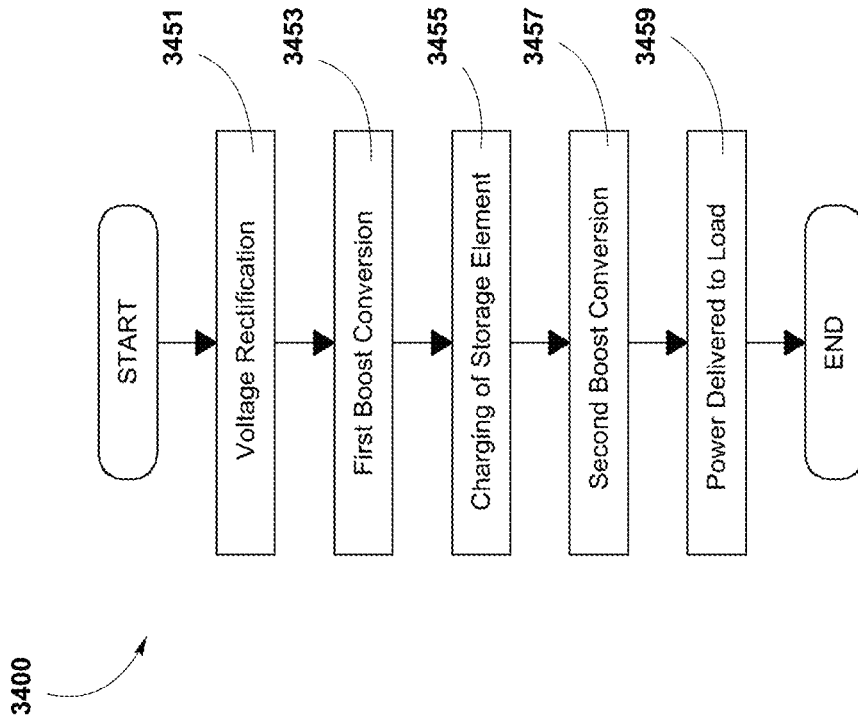 3400
START
Voltage Rectification
3451
First Boost Conversion
3453
Charging of Storage Element
3455
Second Boost Conversion
3457
Power Delivered to Load
3459
END